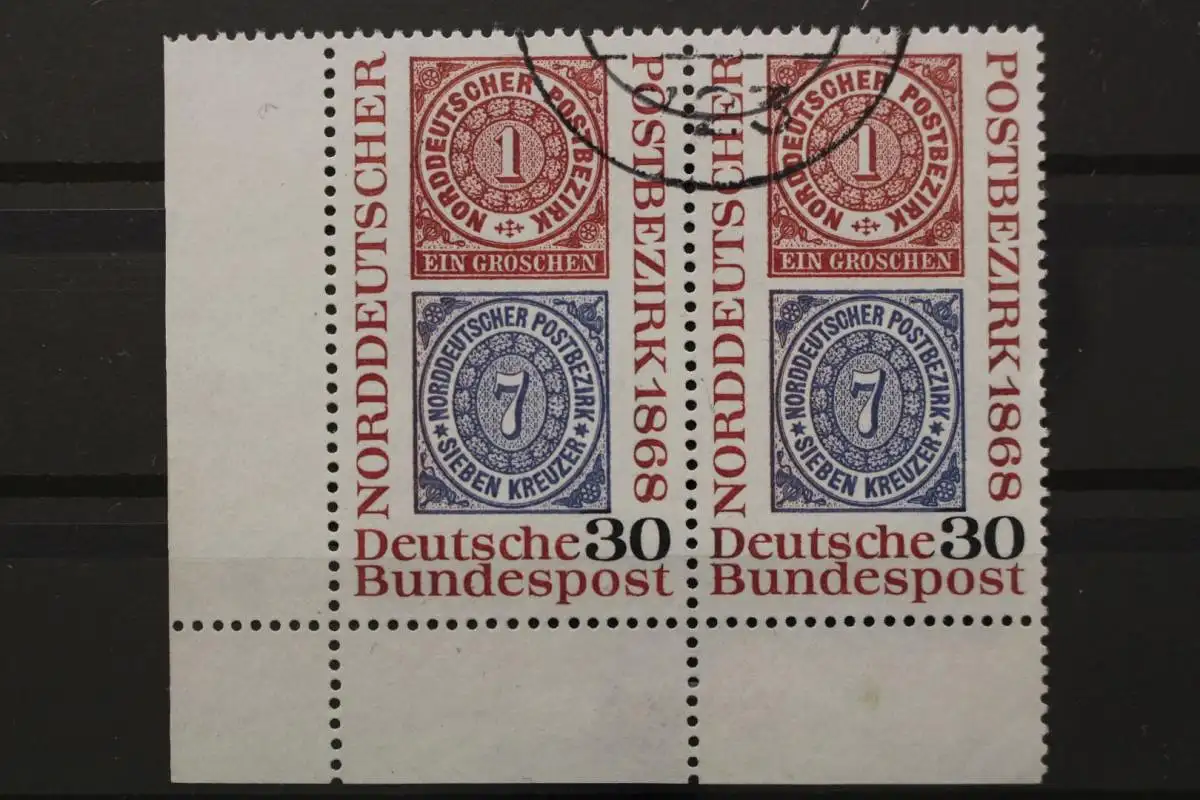 NORDDEUTSCHER
POSTBEZIRK 1868
NORDDEUTSCHER POSTBEZIRK
1
EIN GROSCHEN
NORDDEUTSCHER POSTBEZIRK
7
SIEBEN KREUZER
Deutsche 30
Bundespost
NORDDEUTSCHER
POSTBEZIRK 1868
NORDDEUTSCHER POSTBEZIRK
1
EIN GROSCHEN
NORDDEUTSCHER POSTBEZIRK
7
SIEBEN KREUZER
Deutsche 30
Bundespost